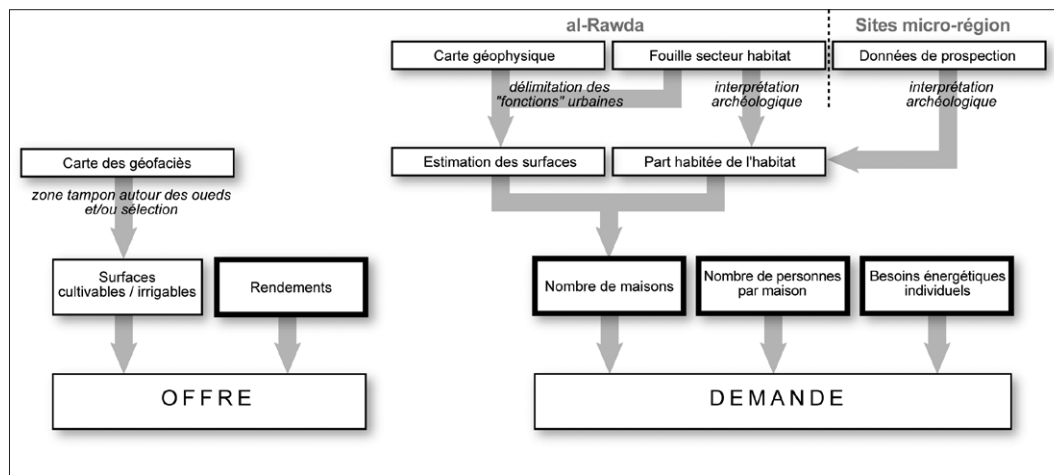 al-Rawda
Sites micro-région
Carte géophysique
Fouille secteur habitat
Données de prospection
délimitation des
"fonctions" urbaines
interprétation
archéologique
interprétation
archéologique
Carte des géofaciès
Estimation des surfaces
Part habitée de l'habitat
zone tampon autour des oueds
et/ou sélection
Surfaces
cultivables / irrigables
Rendements
Nombre de maisons
Nombre de personnes
par maison
Besoins énergétiques
individuels
OFFRE
DEMANDE